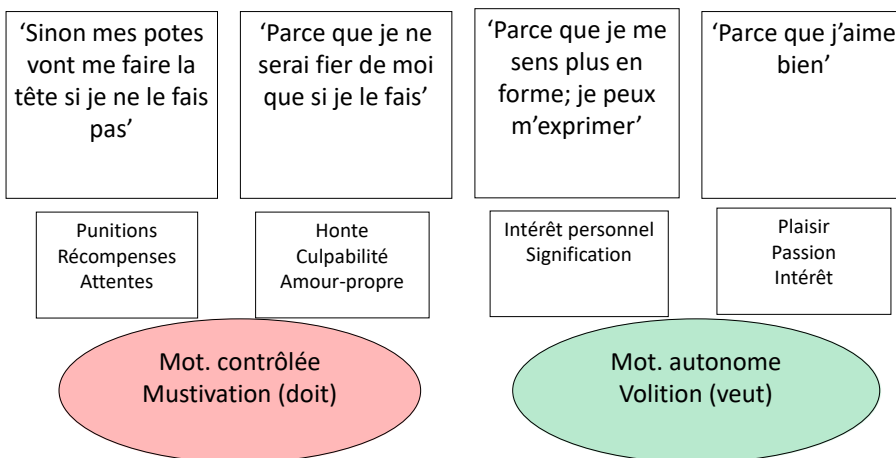 ‘Sinon mes potes
vont me faire la
tête si je ne le fais
pas’
‘Parce que je ne
serai fier de moi
que si je le fais’
‘Parce que je me
sens plus en
forme; je peux
m’exprimer’
‘Parce que j’aime
bien’
Punitions
Récompenses
Attentes
Honte
Culpabilité
Amour-propre
Intérêt personnel
Signification
Plaisir
Passion
Intérêt
Mot. contrôlée
Mustivation (doit)
Mot. autonome
Volition (veut)